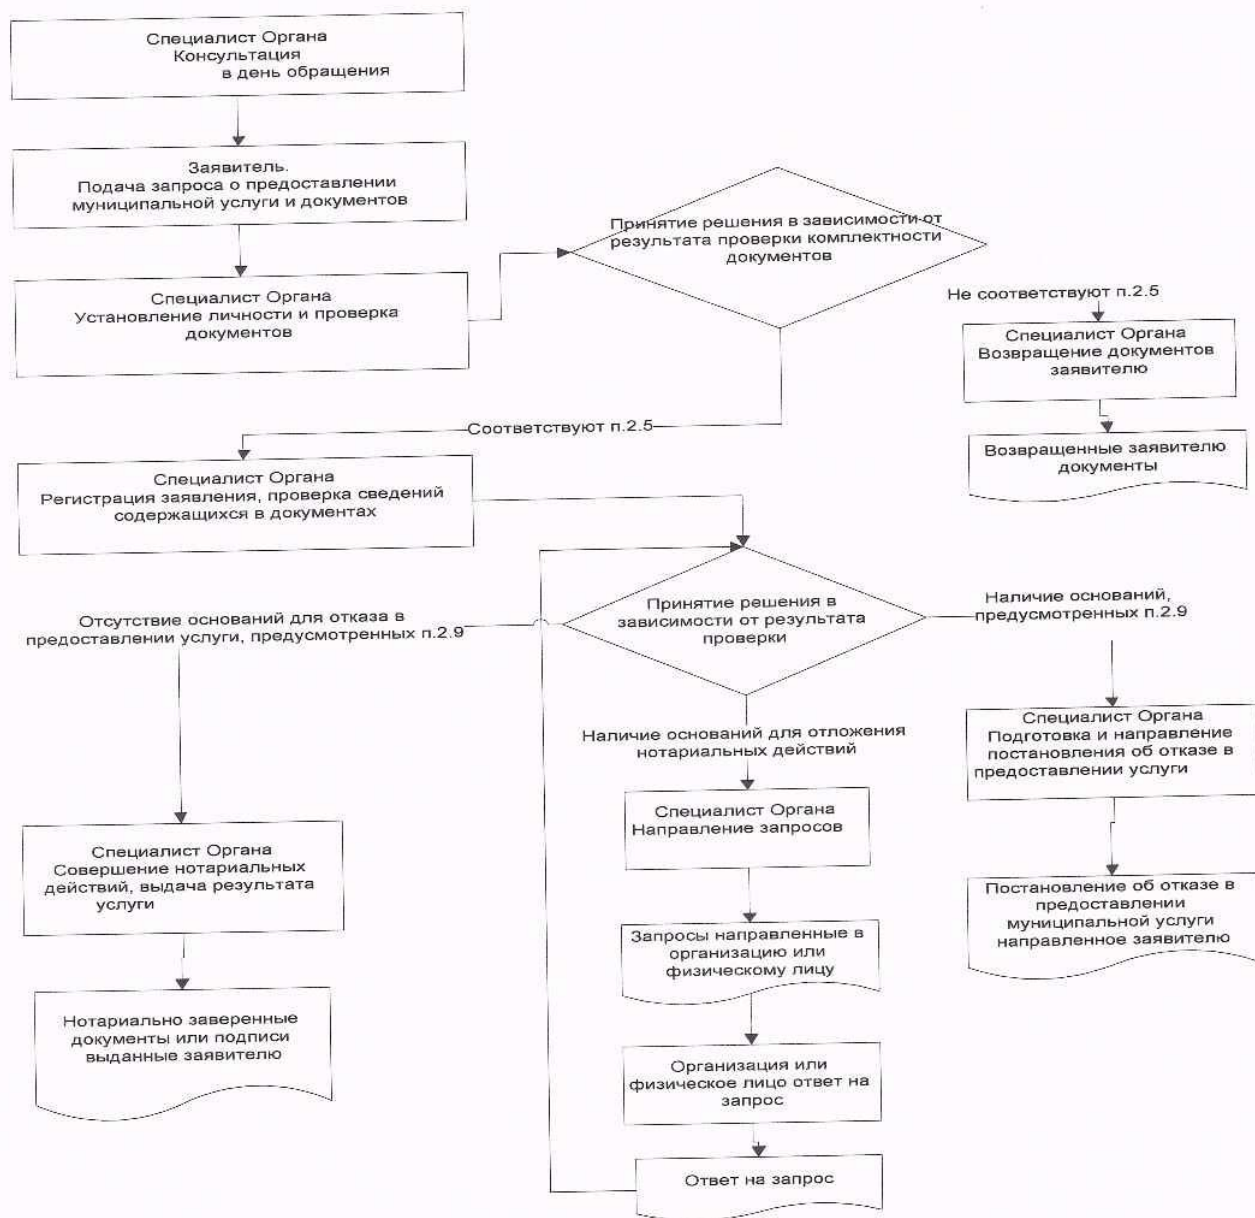 Специалист Органа
Консультация
в день обращения
Заявитель.
Подача запроса о предоставлении
муниципальной услуги и документов
Специалист Органа
Установление личности и проверка
документов
Принятие решения в зависимости от
результата проверки комплектности
документов
Не соответствуют п.2.5
Специалист Органа
Возвращение документов
заявителю
Возвращенные заявителю
документы
Соответствуют п.2.5
Специалист Органа
Регистрация заявления, проверка сведений
содержащихся в документах
Принятие решения в
зависимости от результата
проверки
Отсутствие оснований для отказа в
предоставлении услуги, предусмотренных п.2.9
Наличие оснований,
предусмотренных п.2.9
Наличие оснований для отложения
нотариальных действий
Специалист Органа
Подготовка и направление
постановления об отказе в
предоставлении услуги
Специалист Органа
Направление запросов
Специалист Органа
Совершение нотариальных
действий, выдача результата
услуги
Постановление об отказе в
предоставлении
муниципальной услуги
направленное заявителю
Запросы направленные в
организацию или
физическому лицу
Нотариально заверенные
документы или подписи
выданные заявителю
Организация или
физическое лицо ответ на
запрос
Ответ на запрос